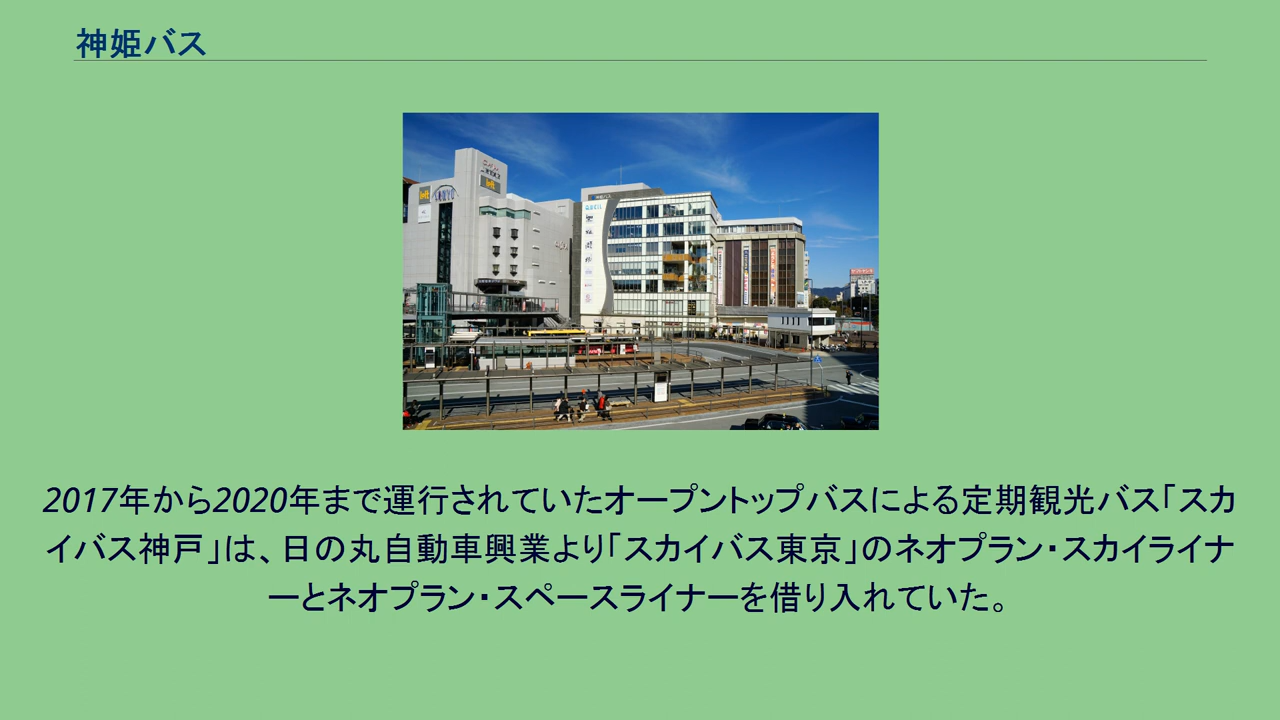 神姫バス
SANYO
神姫バス
2017年から2020年まで運行されていたオープントップバスによる定期観光バス｢スカ
イバス神戸｣は､日の丸自動車興業より｢スカイバス東京｣のネオプラン･スカイライナ
ーとネオプラン･スペースライナーを借り入れていた。